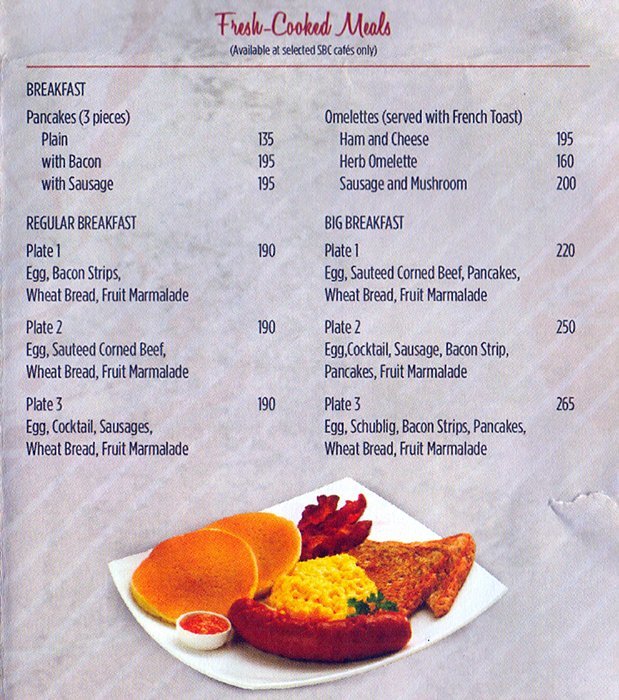 Fresh-Cooked Meals
(Available at selected SBC cafés only)
BREAKFAST
Pancakes (3 pieces)
Plain 135
with Bacon 195
with Sausage 195
Omelettes (served with French Toast)
Ham and Cheese 195
Herb Omelette 160
Sausage and Mushroom 200
REGULAR BREAKFAST
Plate 1 190
Egg, Bacon Strips,
Wheat Bread, Fruit Marmalade
Plate 2 190
Egg, Sauteed Corned Beef,
Wheat Bread, Fruit Marmalade
Plate 3 190
Egg, Cocktail, Sausages,
Wheat Bread, Fruit Marmalade
BIG BREAKFAST
Plate 1 220
Egg, Sauteed Corned Beef, Pancakes,
Wheat Bread, Fruit Marmalade
Plate 2 250
Egg,Cocktail, Sausage, Bacon Strip,
Pancakes, Fruit Marmalade
Plate 3 265
Egg, Schublig, Bacon Strips, Pancakes,
Wheat Bread, Fruit Marmalade